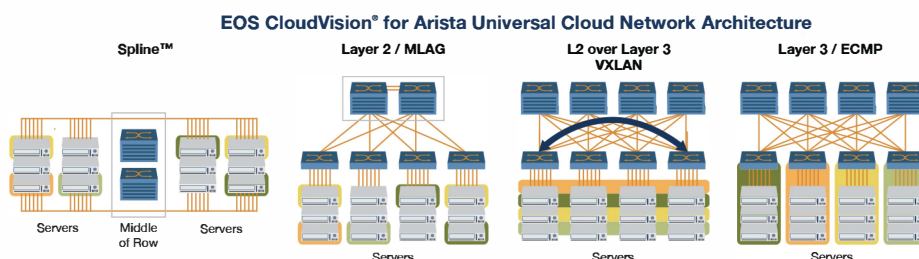 EOS CloudVision® for Arista Universal Cloud Network Architecture
Spline™
Layer 2 / MLAG
L2 over Layer 3
VXLAN
Layer 3 / ECMP
Servers
Middle
of Row
Servers
Servers
Servers
Servers